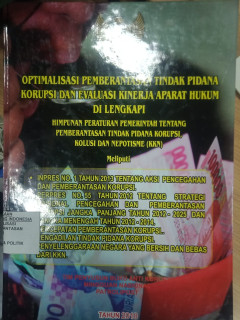 OPTIMALISASI PEMBERANTASAN TINDAK PIDANA
KORUPSI DAN EVALUASI KINERJA APARAT HUKUM
DI LENGKAPI
HIMPUNAN PERATURAN PEMERINTAH TENTANG
PEMBERANTASAN TINDAK PIDANA KORUPSI,
KOLUSI DAN NEPOTISME (KKN)
Meliputi
INPRES NO. 1 TAHUN 2013 TENTANG AKSI PENCEGAHAN
DAN PEMBERANTASAN KORUPSI.
TAHUN 2012 TENTANG STRATEGI
PENCEGAHAN DAN PEMBERANTASAN
JANGKA PANJANG TAHUN 2012 - 2025, DAN
MENENGAH TAHUN 2012 - 2014.
PEMBERANTASAN KORUPSI.
PENGADILAN TINDAK PIDANA KORUPSI.
PENYELENGGARAAN NEGARA YANG BERSIH DAN BEBAS
DARI KKN.
TAHUN